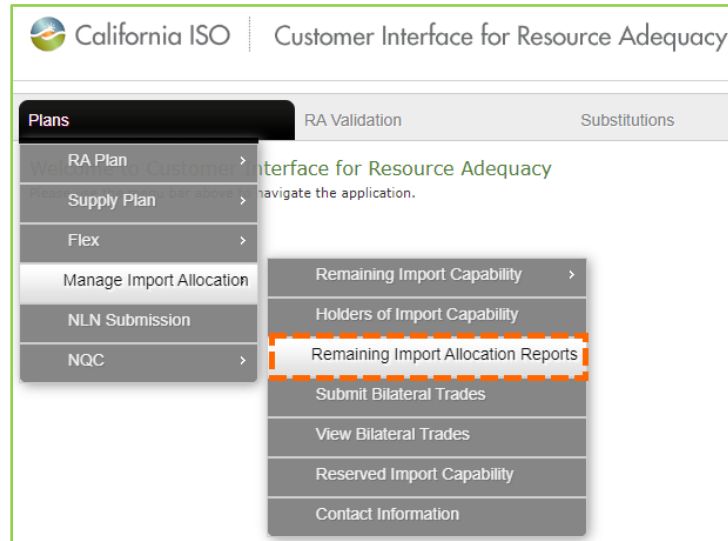 California ISO
Customer Interface for Resource Adequacy
Plans
RA Validation
Substitutions
RA Plan
Welcome to Customer Interface for Resource Adequacy
Supply Plan
navigate the application.
Flex
Manage Import Allocation
Remaining Import Capability
NLN Submission
Holders of Import Capability
NQC
Remaining Import Allocation Reports
Submit Bilateral Trades
View Bilateral Trades
Reserved Import Capability
Contact Information